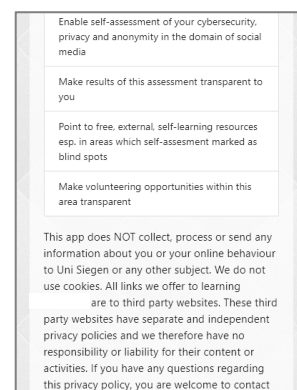 Enable self-assessment of your cybersecurity,
privacy and anonymity in the domain of social
media
Make results of this assessment transparent to
you
Point to free, external, self-learning resources
esp. in areas which self-assesment marked as
blind spots
Make volunteering opportunities within this
area transparent
This app does NOT collect, process or send any
information about you or your online behaviour
to Uni Siegen or any other subject. We do not
use cookies. All links we offer to learning
are to third party websites. These third
party websites have separate and independent
privacy policies and we therefore have no
responsibility or liability for their content or
activities. If you have any questions regarding
this privacy policy, you are welcome to contact